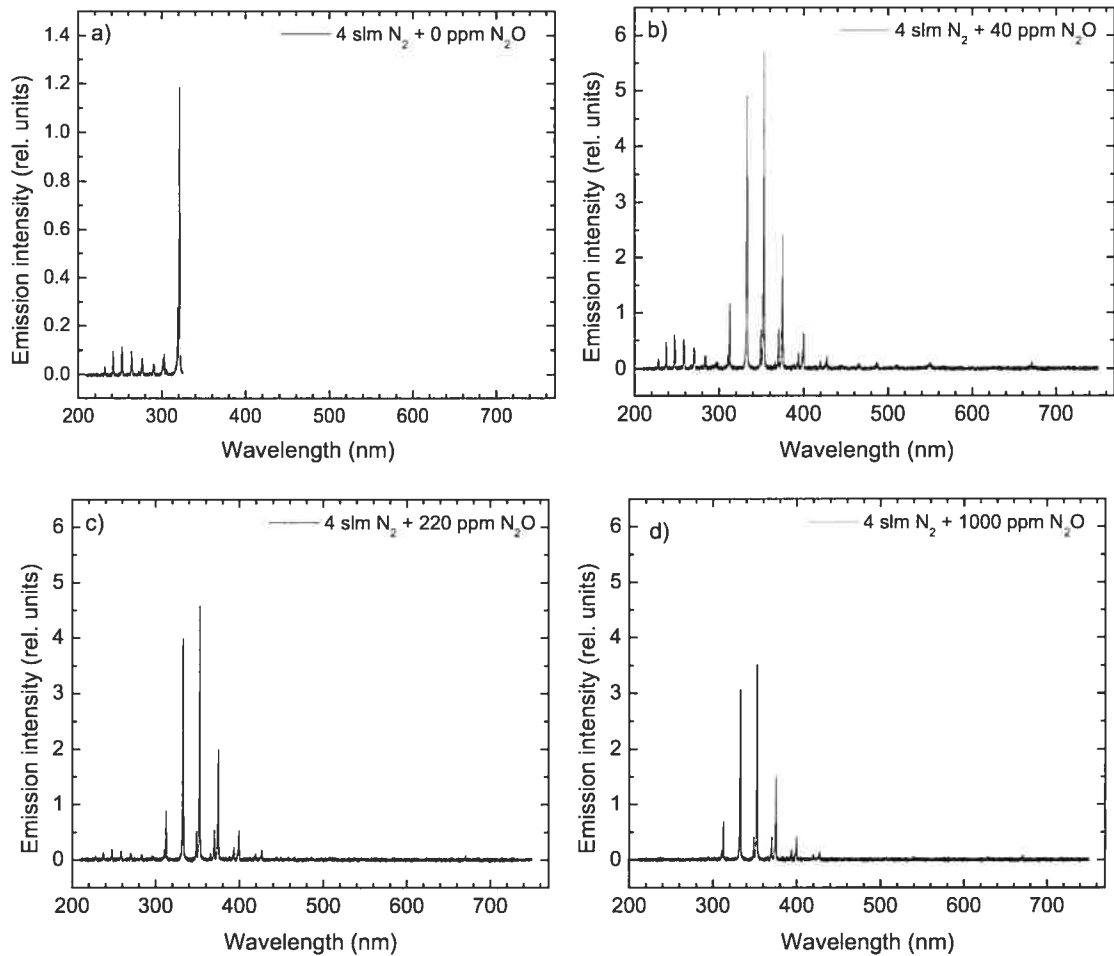 a)
4 slm N₂ + 0 ppm N₂O
1.4
1.2
1.0
0.8
0.6
0.4
0.2
0.0
Emission intensity (rel. units)
200 300 400 500 600 700
Wavelength (nm)
b)
4 slm N₂ + 40 ppm N₂O
6
5
4
3
2
1
0
Emission intensity (rel. units)
200 300 400 500 600 700
Wavelength (nm)
c)
4 slm N₂ + 220 ppm N₂O
6
5
4
3
2
1
0
Emission intensity (rel. units)
200 300 400 500 600 700
Wavelength (nm)
d)
4 slm N₂ + 1000 ppm N₂O
6
5
4
3
2
1
0
Emission intensity (rel. units)
200 300 400 500 600 700
Wavelength (nm)